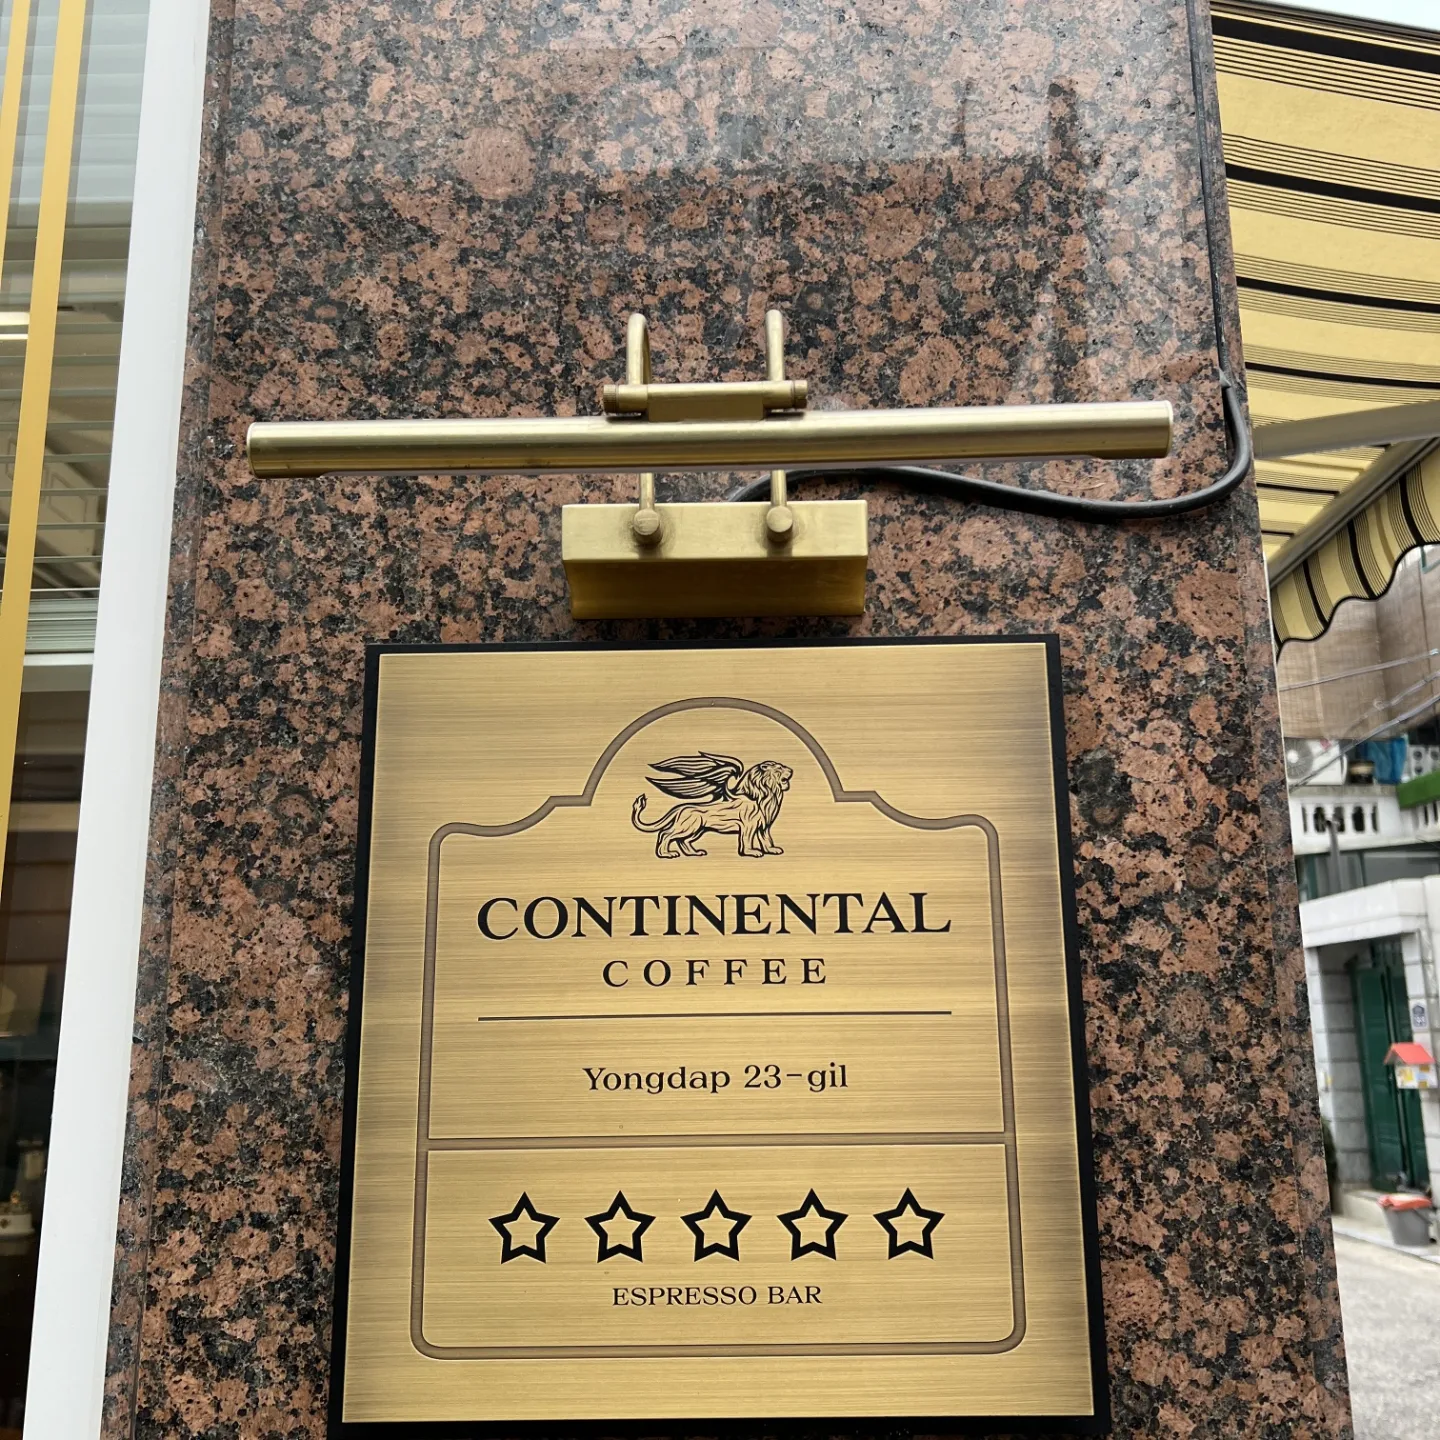 CONTINENTAL
COFFEE
Yongdap 23-gil
ESPRESSO BAR